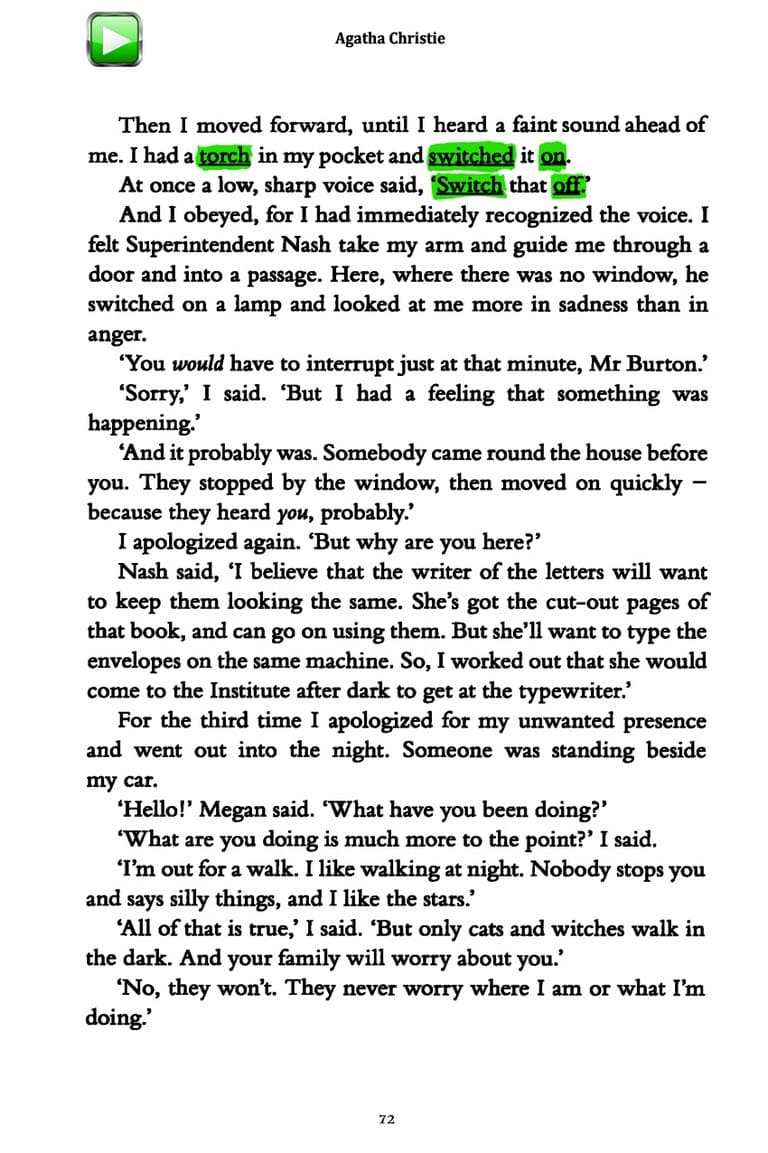 Agatha Christie
Then I moved forward, until I heard a faint sound ahead of
me. I had a torch in my pocket and switched it on.
At once a low, sharp voice said, ‘Switch that off.’
And I obeyed, for I had immediately recognized the voice. I
felt Superintendent Nash take my arm and guide me through a
door and into a passage. Here, where there was no window, he
switched on a lamp and looked at me more in sadness than in
anger.
‘You would have to interrupt just at that minute, Mr Burton.’
‘Sorry,’ I said. ‘But I had a feeling that something was
happening.’
‘And it probably was. Somebody came round the house before
you. They stopped by the window, then moved on quickly –
because they heard you, probably.’
I apologized again. ‘But why are you here?’
Nash said, ‘I believe that the writer of the letters will want
to keep them looking the same. She’s got the cut-out pages of
that book, and can go on using them. But she’ll want to type the
envelopes on the same machine. So, I worked out that she would
come to the Institute after dark to get at the typewriter.’
For the third time I apologized for my unwanted presence
and went out into the night. Someone was standing beside
my car.
‘Hello!’ Megan said. ‘What have you been doing?’
‘What are you doing is much more to the point?’ I said.
‘I’m out for a walk. I like walking at night. Nobody stops you
and says silly things, and I like the stars.’
‘All of that is true,’ I said. ‘But only cats and witches walk in
the dark. And your family will worry about you.’
‘No, they won’t. They never worry where I am or what I’m
doing.’
72